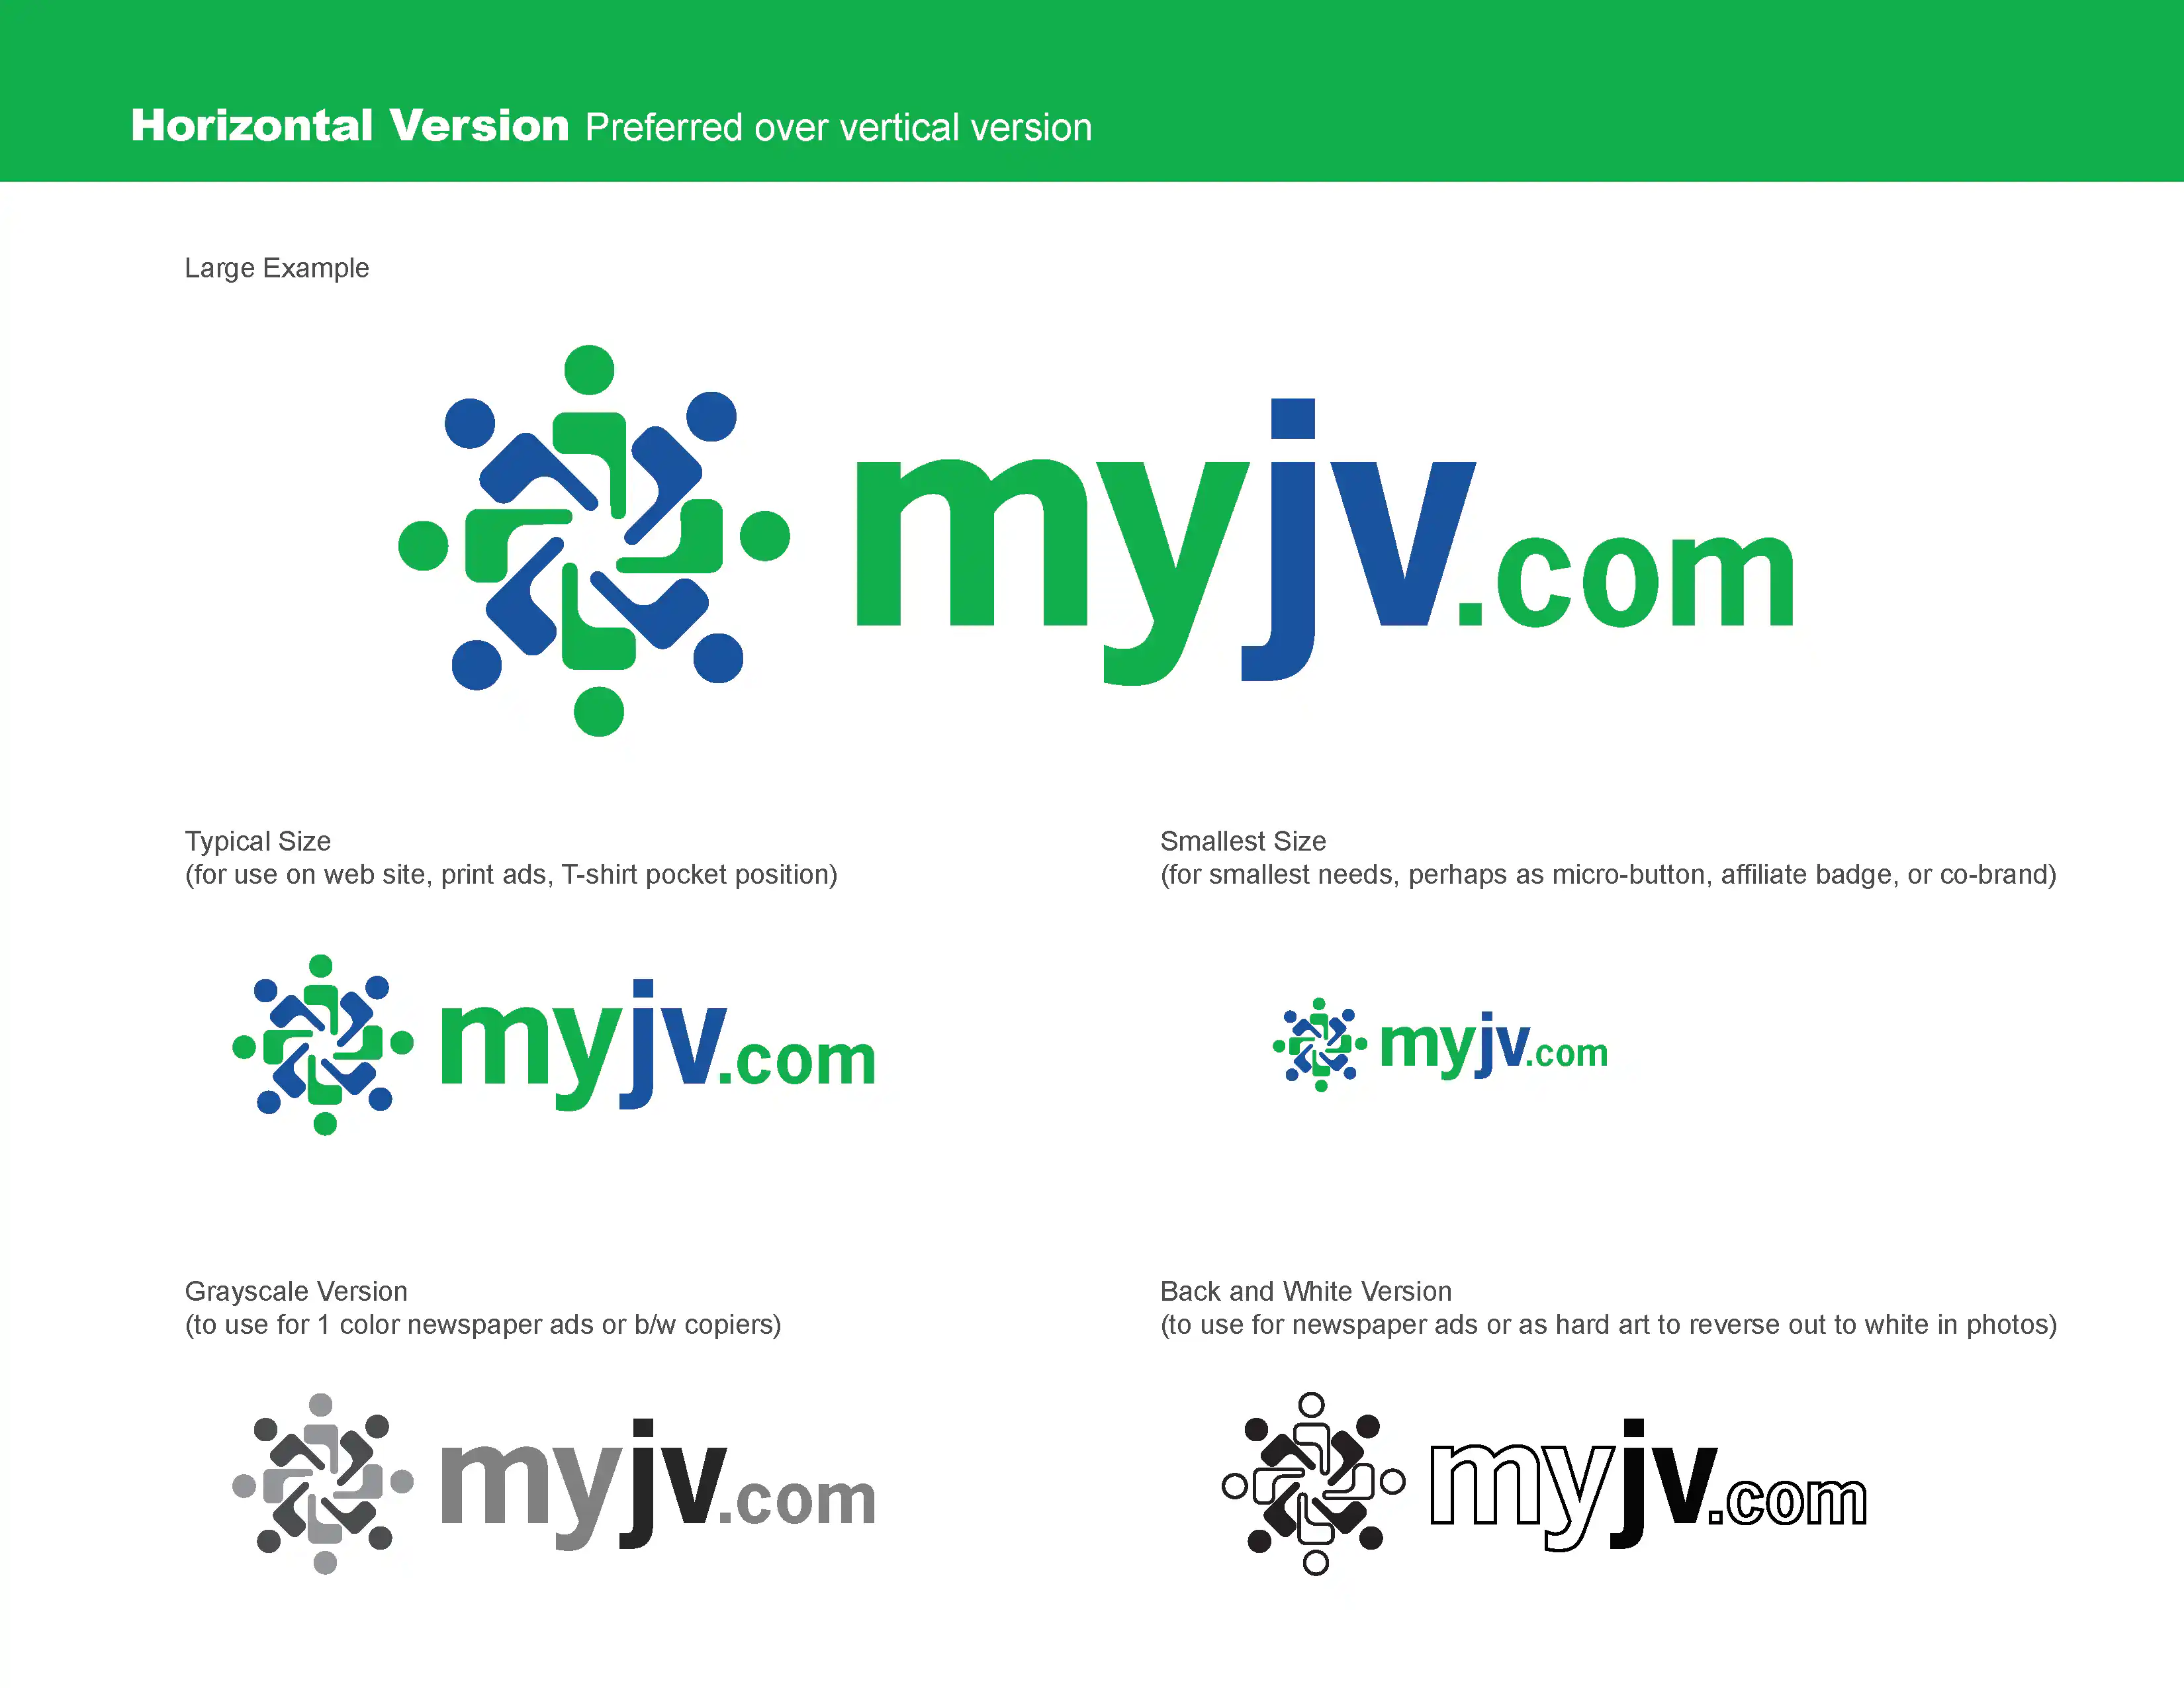 Horizontal Version Preferred over vertical version
Large Example
myjv.com
Typical Size
(for use on web site, print ads, T-shirt pocket position)
myjv.com
Smallest Size
(for smallest needs, perhaps as micro-button, affiliate badge, or co-brand)
myjv.com
Grayscale Version
(to use for 1 color newspaper ads or b/w copiers)
myjv.com
Back and White Version
(to use for newspaper ads or as hard art to reverse out to white in photos)
myjv.com